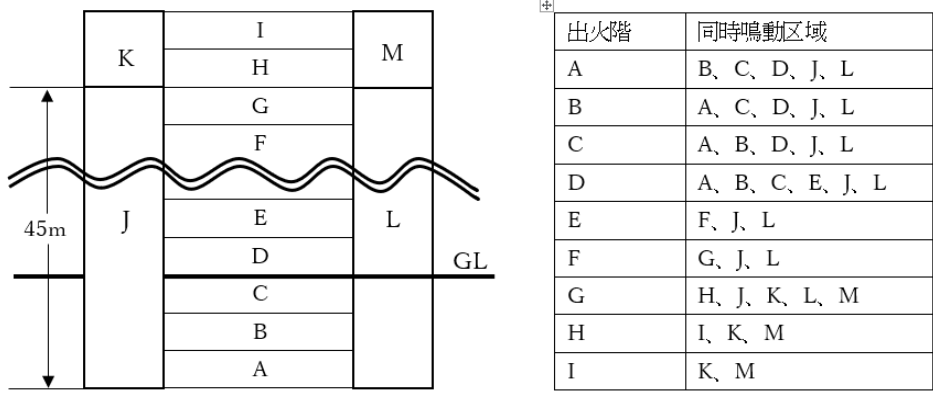 I
K
M
H
G
F
45m
J
E
L
D
GL
C
B
A
出火階 同時鳴動区域
A B、C、D、J、L
B A、C、D、J、L
C A、B、D、J、L
D A、B、C、E、J、L
E F、J、L
F G、J、L
G H、J、K、L、M
H I、K、M
I K、M